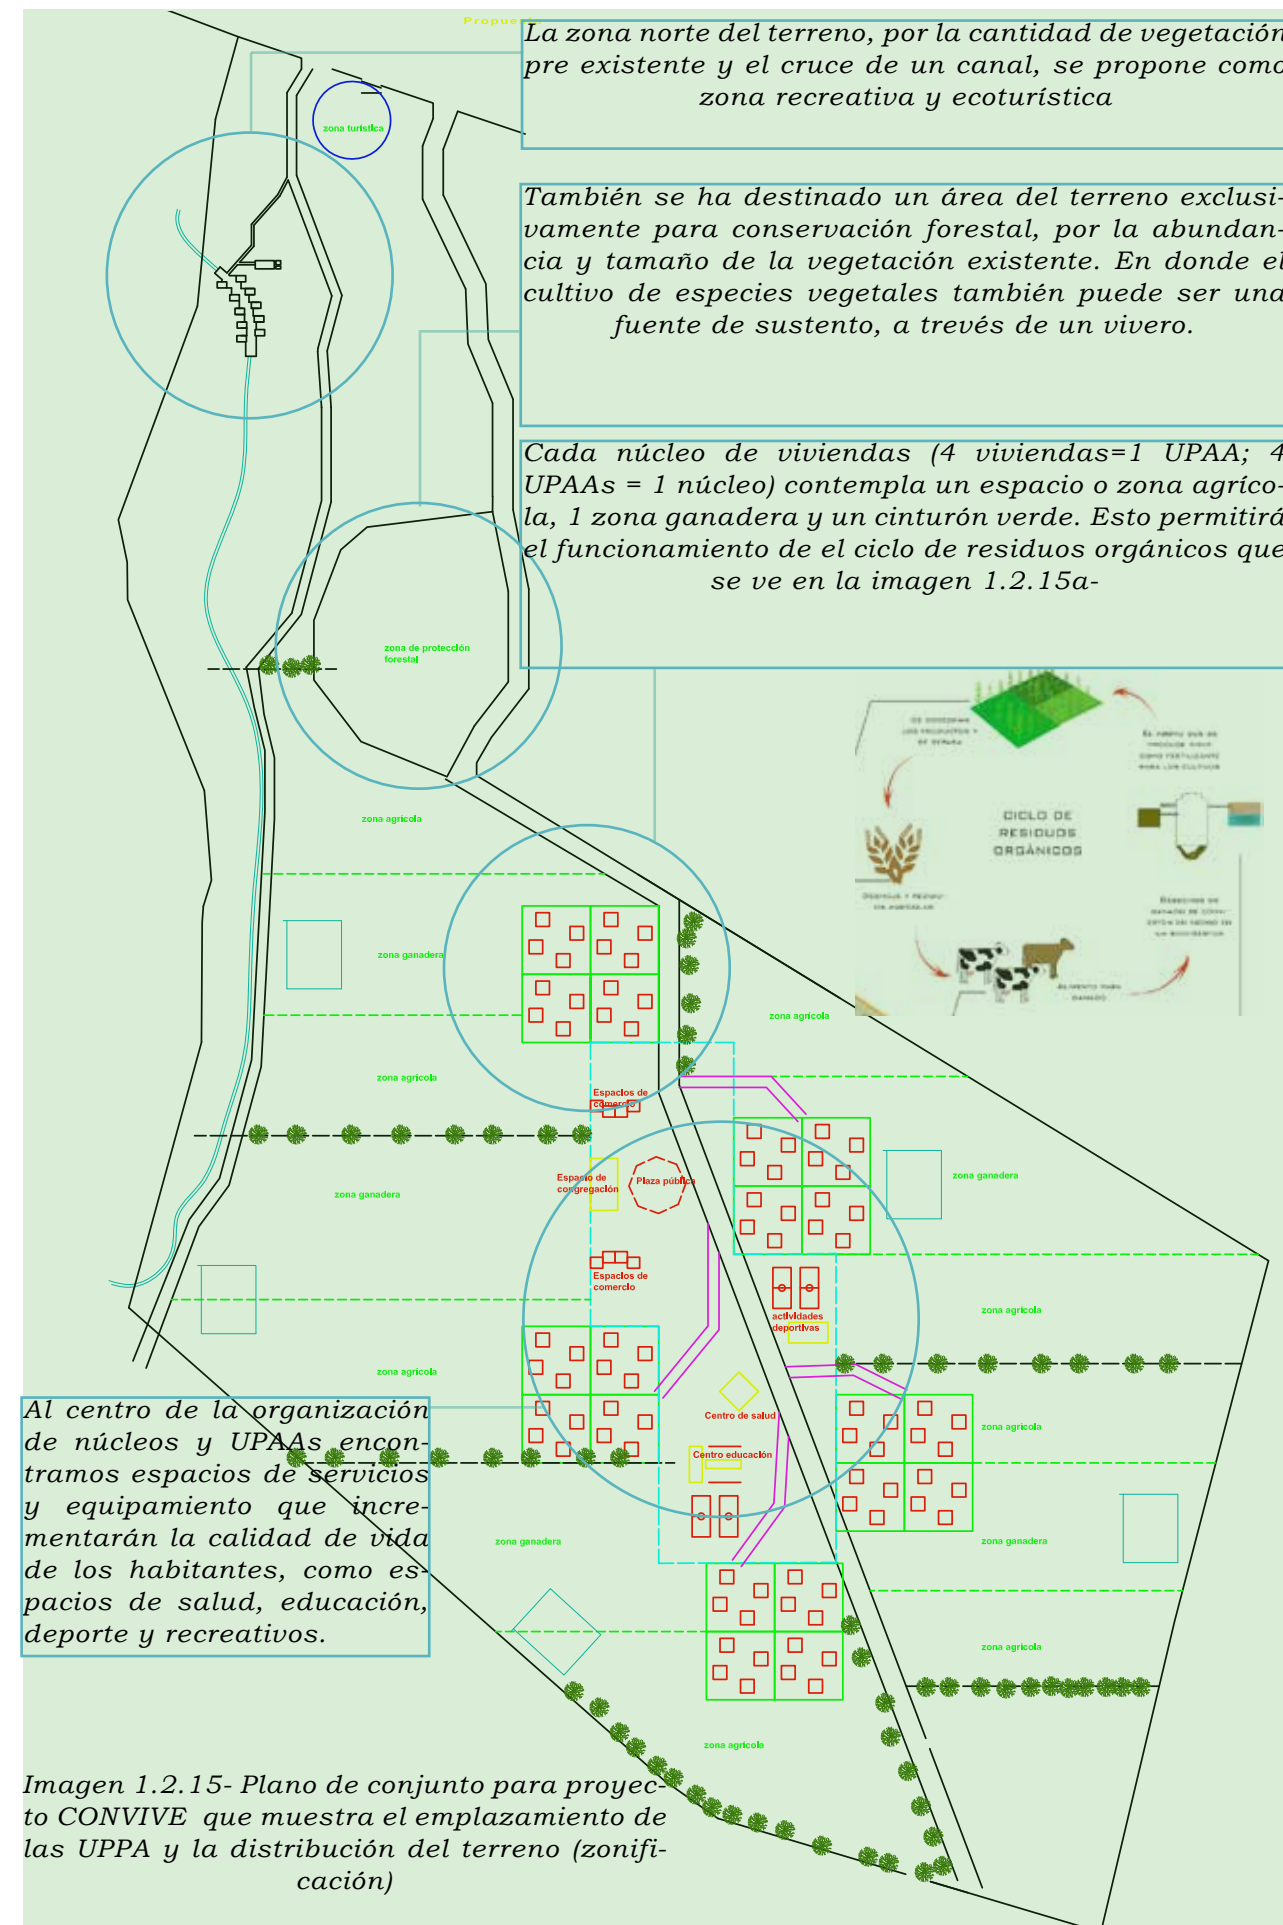 Propuesta
La zona norte del terreno, por la cantidad de vegetación
pre existente y el cruce de un canal, se propone como
zona recreativa y ecoturística
zona turística
También se ha destinado un área del terreno exclusi-
vamente para conservación forestal, por la abundan-
cia y tamaño de la vegetación existente. En donde el
cultivo de especies vegetales también puede ser una
fuente de sustento, a trevés de un vivero.
Cada núcleo de viviendas (4 viviendas=1 UPAA; 4
UPAAs = 1 núcleo) contempla un espacio o zona agríco-
la, 1 zona ganadera y un cinturón verde. Esto permitirá
el funcionamiento de el ciclo de residuos orgánicos que
se ve en la imagen 1.2.15a-
zona de protección
forestal
CICLO DE
RESIDUOS
ORGÁNICOS
ALIMENTO PARA
GANADO
zona agrícola
zona ganadera
zona agrícola
zona agrícola
Espacios de
comercio
Espacio de
congregación
Plaza pública
zona ganadera
zona ganadera
Espacios de
comercio
actividades
deportivas
zona agrícola
zona agrícola
Centro de salud
Centro educación
zona agrícola
zona ganadera
zona ganadera
zona agrícola
zona agrícola
Al centro de la organización
de núcleos y UPAAs encon-
tramos espacios de servicios
y equipamiento que incre-
mentarán la calidad de vida
de los habitantes, como es-
pacios de salud, educación,
deporte y recreativos.
Imagen 1.2.15- Plano de conjunto para proyec-
to CONVIVE que muestra el emplazamiento de
las UPPA y la distribución del terreno (zonifi-
cación)